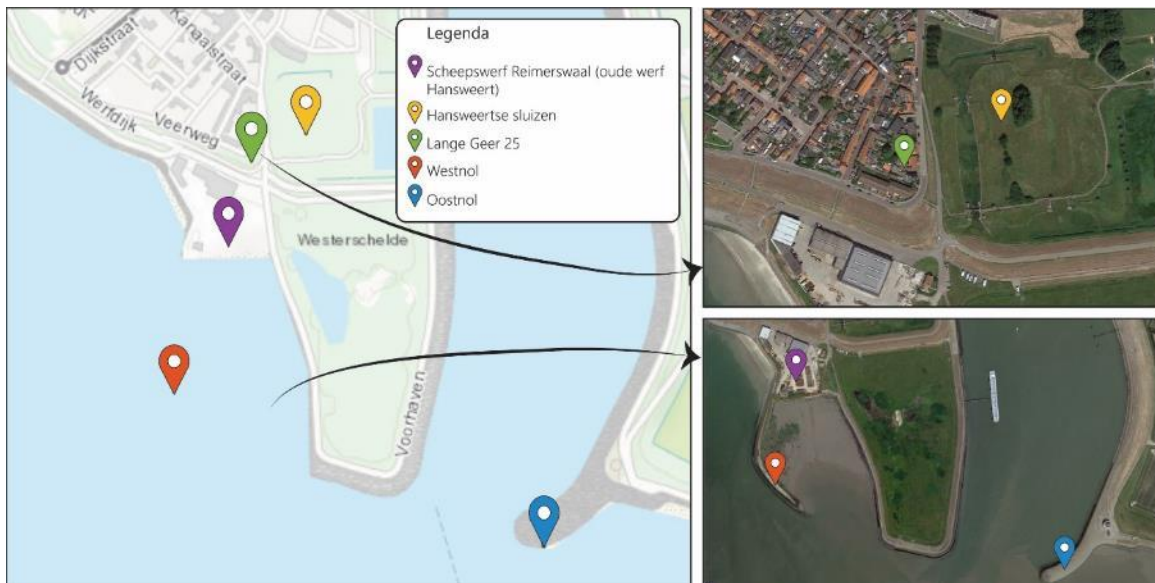 Dijkstraat
Kanaalstraat
Werfdijk
Veerweg
Westerschelde
Voorhaven
Legenda
Scheepswerf Reimerswaal (oude werf
Hansweert)
Hansweertse sluizen
Lange Geer 25
Westnol
Oostnol